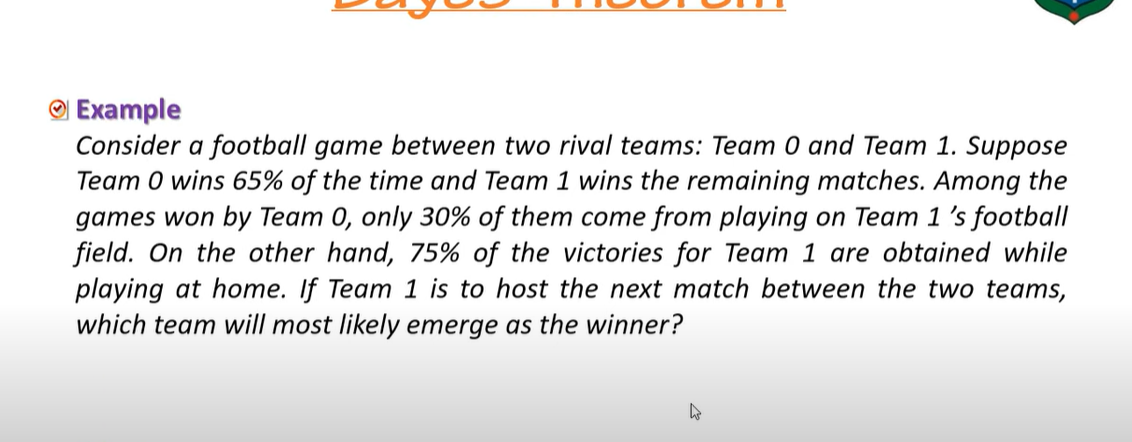 Bayes Theorem
Example
Consider a football game between two rival teams: Team 0 and Team 1. Suppose
Team 0 wins 65% of the time and Team 1 wins the remaining matches. Among the
games won by Team 0, only 30% of them come from playing on Team 1 ’s football
field. On the other hand, 75% of the victories for Team 1 are obtained while
playing at home. If Team 1 is to host the next match between the two teams,
which team will most likely emerge as the winner?